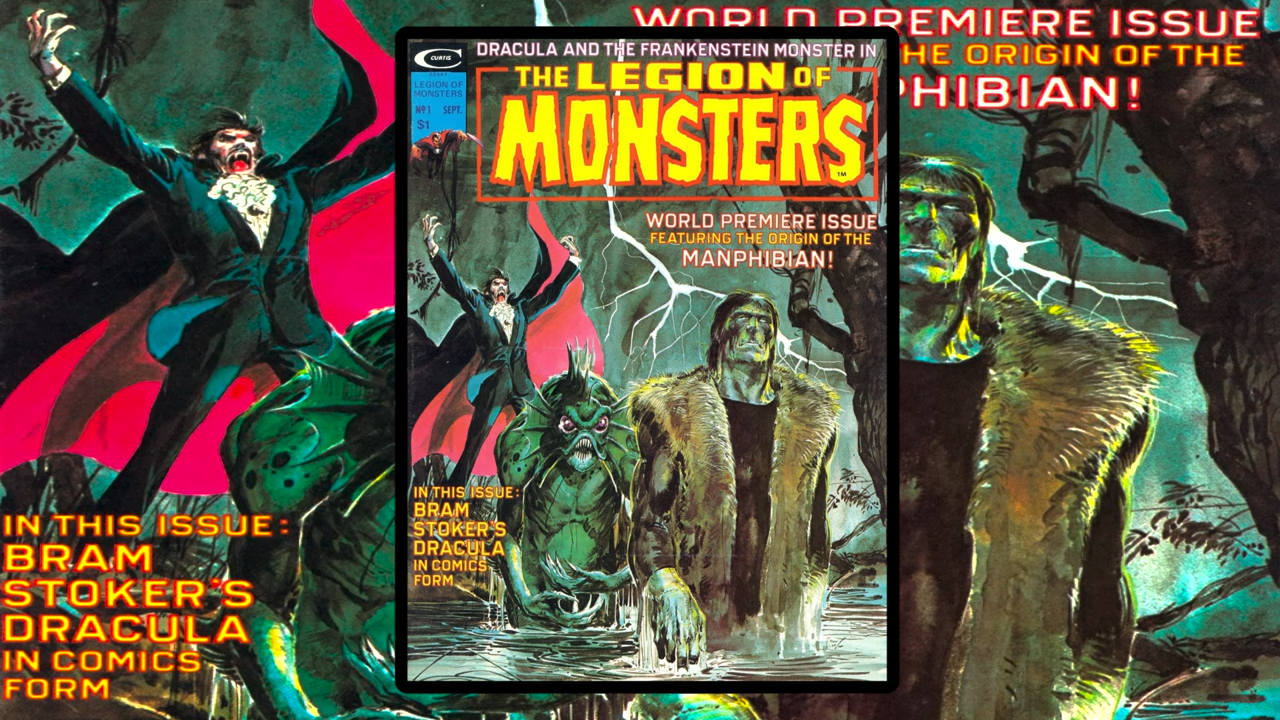 WORLD PREMIERE ISSUE
HE ORIGIN OF THE
PHIBIAN!
IN THIS ISSUE:
BRAM
STOKER'S
DRACULA
IN COMICS
FORM
CURTIS
LEGION OF
MONSTERS
Nº1 SEPT.
$1
DRACULA AND THE FRANKENSTEIN MONSTER IN
THE LEGION OF
MONSTERS
TM
WORLD PREMIERE ISSUE
FEATURING THE ORIGIN OF THE
MANPHIBIAN!
IN THIS ISSUE:
BRAM
STOKER'S
DRACULA
IN COMICS
FORM